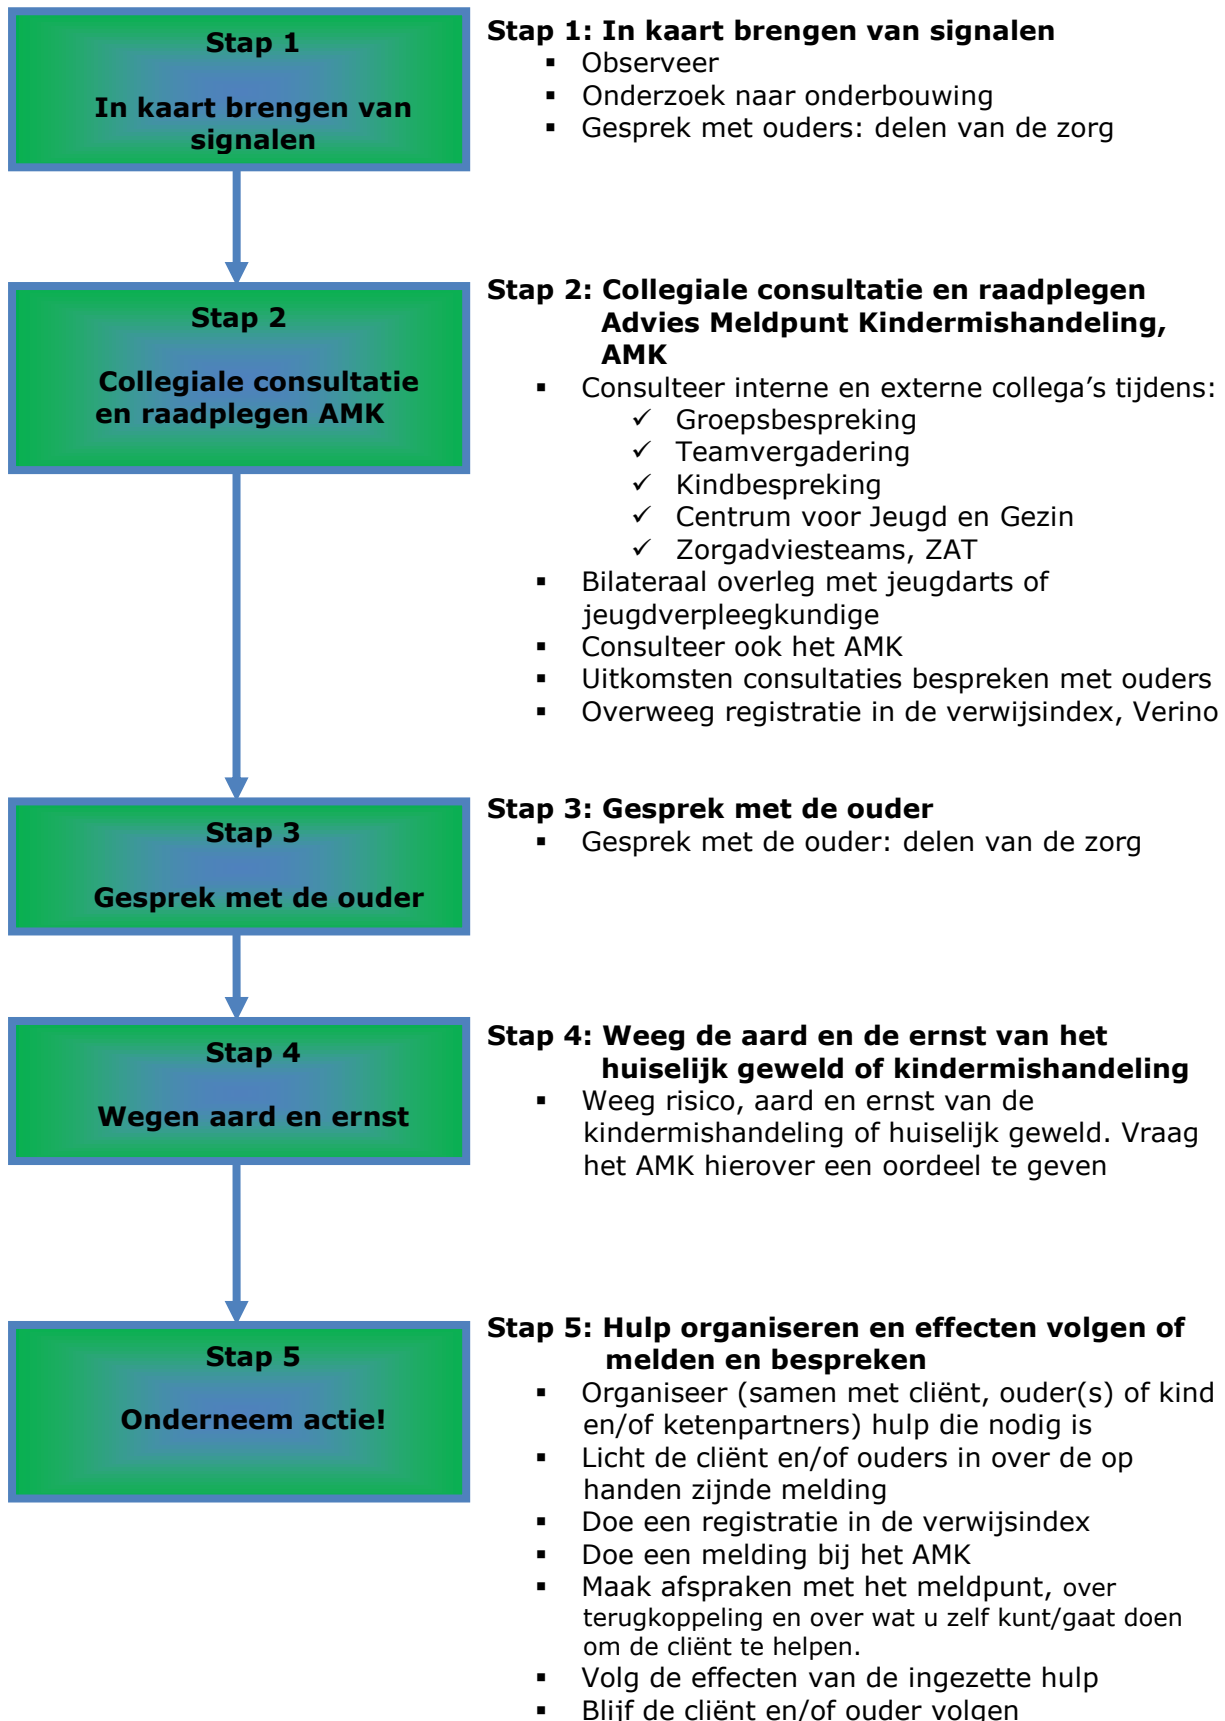 Stap 1
In kaart brengen van
signalen
Stap 1: In kaart brengen van signalen
▪ Observeer
▪ Onderzoek naar onderbouwing
▪ Gesprek met ouders: delen van de zorg
Stap 2
Collegiale consultatie
en raadplegen AMK
Stap 2: Collegiale consultatie en raadplegen
Advies Meldpunt Kindermishandeling,
AMK
▪ Consulteer interne en externe collega's tijdens:
✓ Groepsbespreking
✓ Teamvergadering
✓ Kindbespreking
✓ Centrum voor Jeugd en Gezin
✓ Zorgadviesteams, ZAT
▪ Bilateraal overleg met jeugdarts of
jeugdverpleegkundige
▪ Consulteer ook het AMK
▪ Uitkomsten consultaties bespreken met ouders
▪ Overweeg registratie in de verwijsindex, Verino
Stap 3
Gesprek met de ouder
Stap 3: Gesprek met de ouder
▪ Gesprek met de ouder: delen van de zorg
Stap 4
Wegen aard en ernst
Stap 4: Weeg de aard en de ernst van het
huiselijk geweld of kindermishandeling
▪ Weeg risico, aard en ernst van de
kindermishandeling of huiselijk geweld. Vraag
het AMK hierover een oordeel te geven
Stap 5
Onderneem actie!
Stap 5: Hulp organiseren en effecten volgen of
melden en bespreken
▪ Organiseer (samen met cliënt, ouder(s) of kind
en/of ketenpartners) hulp die nodig is
▪ Licht de cliënt en/of ouders in over de op
handen zijnde melding
▪ Doe een registratie in de verwijsindex
▪ Doe een melding bij het AMK
▪ Maak afspraken met het meldpunt, over
terugkoppeling en over wat u zelf kunt/gaat doen
om de cliënt te helpen.
▪ Volg de effecten van de ingezette hulp
▪ Blijf de cliënt en/of ouder volgen